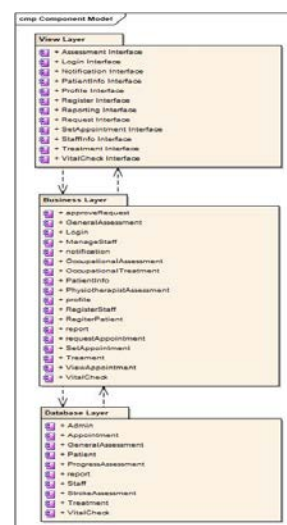 cmp Component Model
View Layer
+ Assessment Interface
+ Login Interface
+ Notification Interface
+ PatientInfo Interface
+ Profile Interface
+ Register Interface
+ Reporting Interface
+ Request Interface
+ SetAppointment Interface
+ StaffInfo Interface
+ Treatment Interface
+ VitalCheck Interface
Business Layer
+ approveRequest
+ GeneralAssessment
+ Login
+ ManageStaff
+ notification
+ OccupationalAssessment
+ OccupationalTreatment
+ PatientInfo
+ PhysiotherapistAssessment
+ profile
+ RegisterStaff
+ RegiterPatient
+ report
+ requestAppointment
+ SetAppointment
+ Treament
+ ViewAppointment
+ VitalCheck
Database Layer
+ Admin
+ Appointment
+ GeneralAssessment
+ Patient
+ ProgressAssessment
+ report
+ Staff
+ StrokeAssessment
+ Treatment
+ VitalCheck